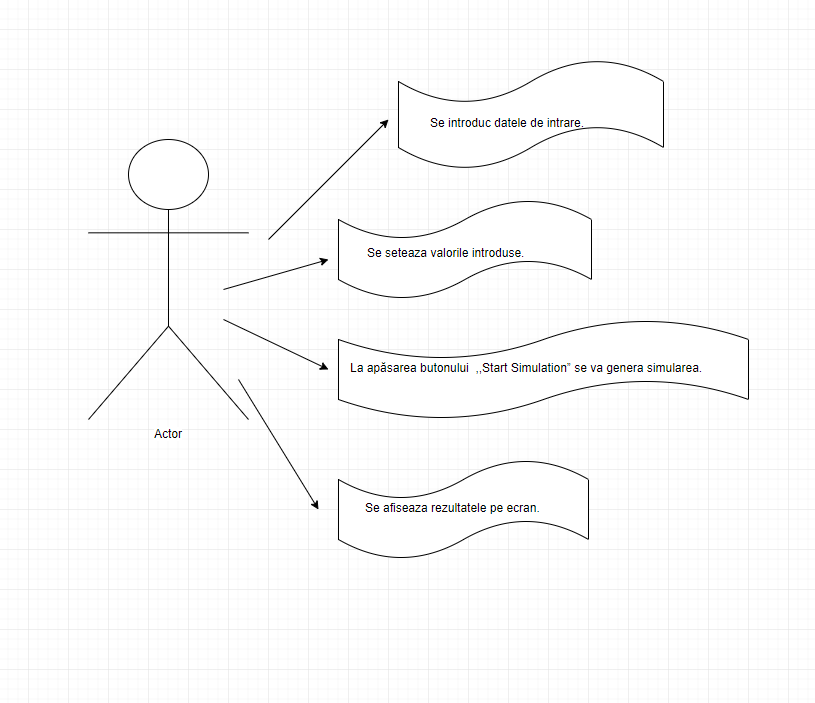 Se introduc datele de intrare.
Se seteaza valorile introduse.
La apăsarea butonului  ,,Start Simulation” se va genera simularea.
Se afiseaza rezultatele pe ecran.
Actor